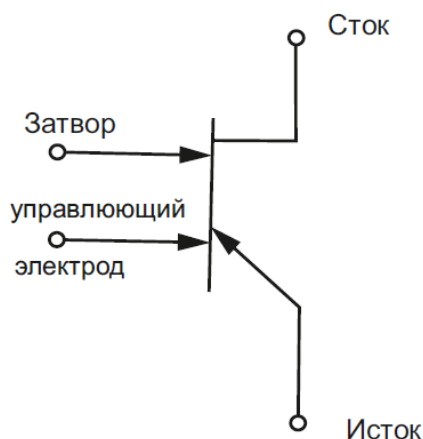 Сток
Затвор
управлюющий
электрод
Исток